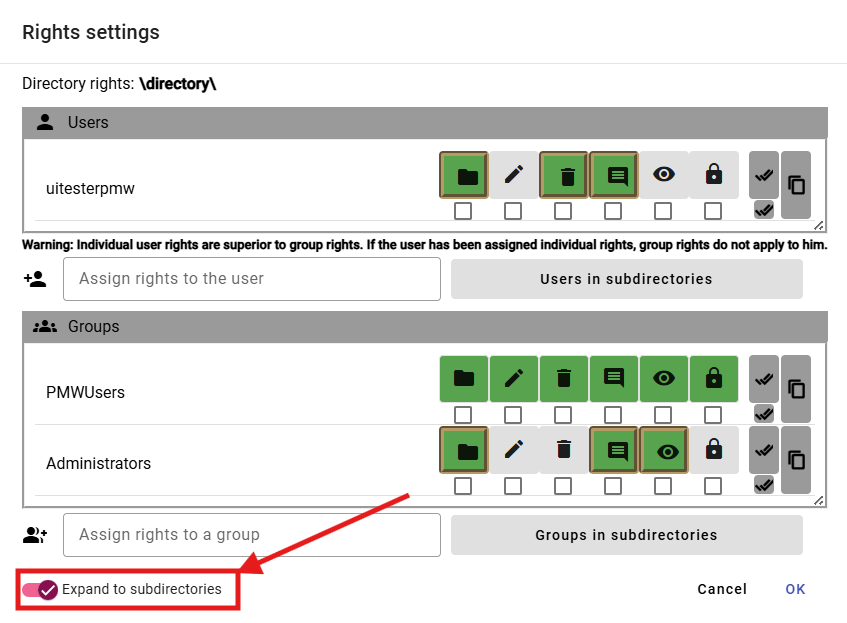 Rights settings
Directory rights: \directory\
Users
uitesterpmw
Warning: Individual user rights are superior to group rights. If the user has been assigned individual rights, group rights do not apply to him.
Assign rights to the user
Users in subdirectories
Groups
PMWUsers
Administrators
Assign rights to a group
Groups in subdirectories
Expand to subdirectories
Cancel
OK